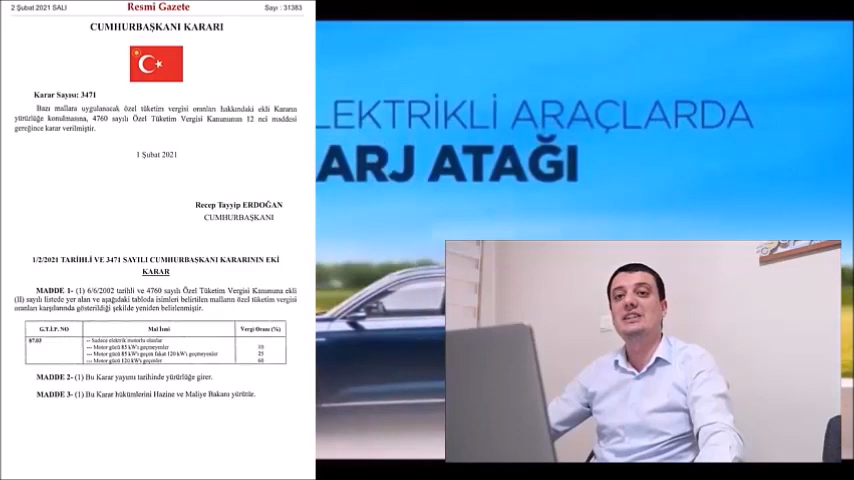 2 Şubat 2021 SALI
Resmî Gazete
Sayı : 31383
CUMHURBAŞKANI KARARI
Karar Sayısı: 3471
Bazı mallara uygulanacak özel tüketim vergisi oranları hakkındaki ekli Kararın
yürürlüğe konulmasına, 4760 sayılı Özel Tüketim Vergisi Kanununun 12 nci maddesi
gereğince karar verilmiştir.
1 Şubat 2021
Recep Tayyip ERDOĞAN
CUMHURBAŞKANI
1/2/2021 TARİHLİ VE 3471 SAYILI CUMHURBAŞKANI KARARININ EKİ
KARAR
MADDE 1- (1) 6/6/2002 tarihli ve 4760 sayılı Özel Tüketim Vergisi Kanununa ekli
(II) sayılı listede yer alan ve aşağıdaki tabloda isimleri belirtilen malların özel tüketim vergisi
oranları karşılarında gösterildiği şekilde yeniden belirlenmiştir.
G.T.İ.P. NO
Mal İsmi
Vergi Oranı (%)
87.03
-- Sadece elektrik motorlu olanlar
--- Motor gücü 85 kW'ı geçmeyenler 10
--- Motor gücü 85 kW'ı geçen fakat 120 kW'ı geçmeyenler 25
--- Motor gücü 120 kW'ı geçenler 60
MADDE 2- (1) Bu Karar yayımı tarihinde yürürlüğe girer.
MADDE 3- (1) Bu Karar hükümlerini Hazine ve Maliye Bakanı yürütür.
LEKTRİKLİ ARAÇLARDA
ARJ ATAĞI